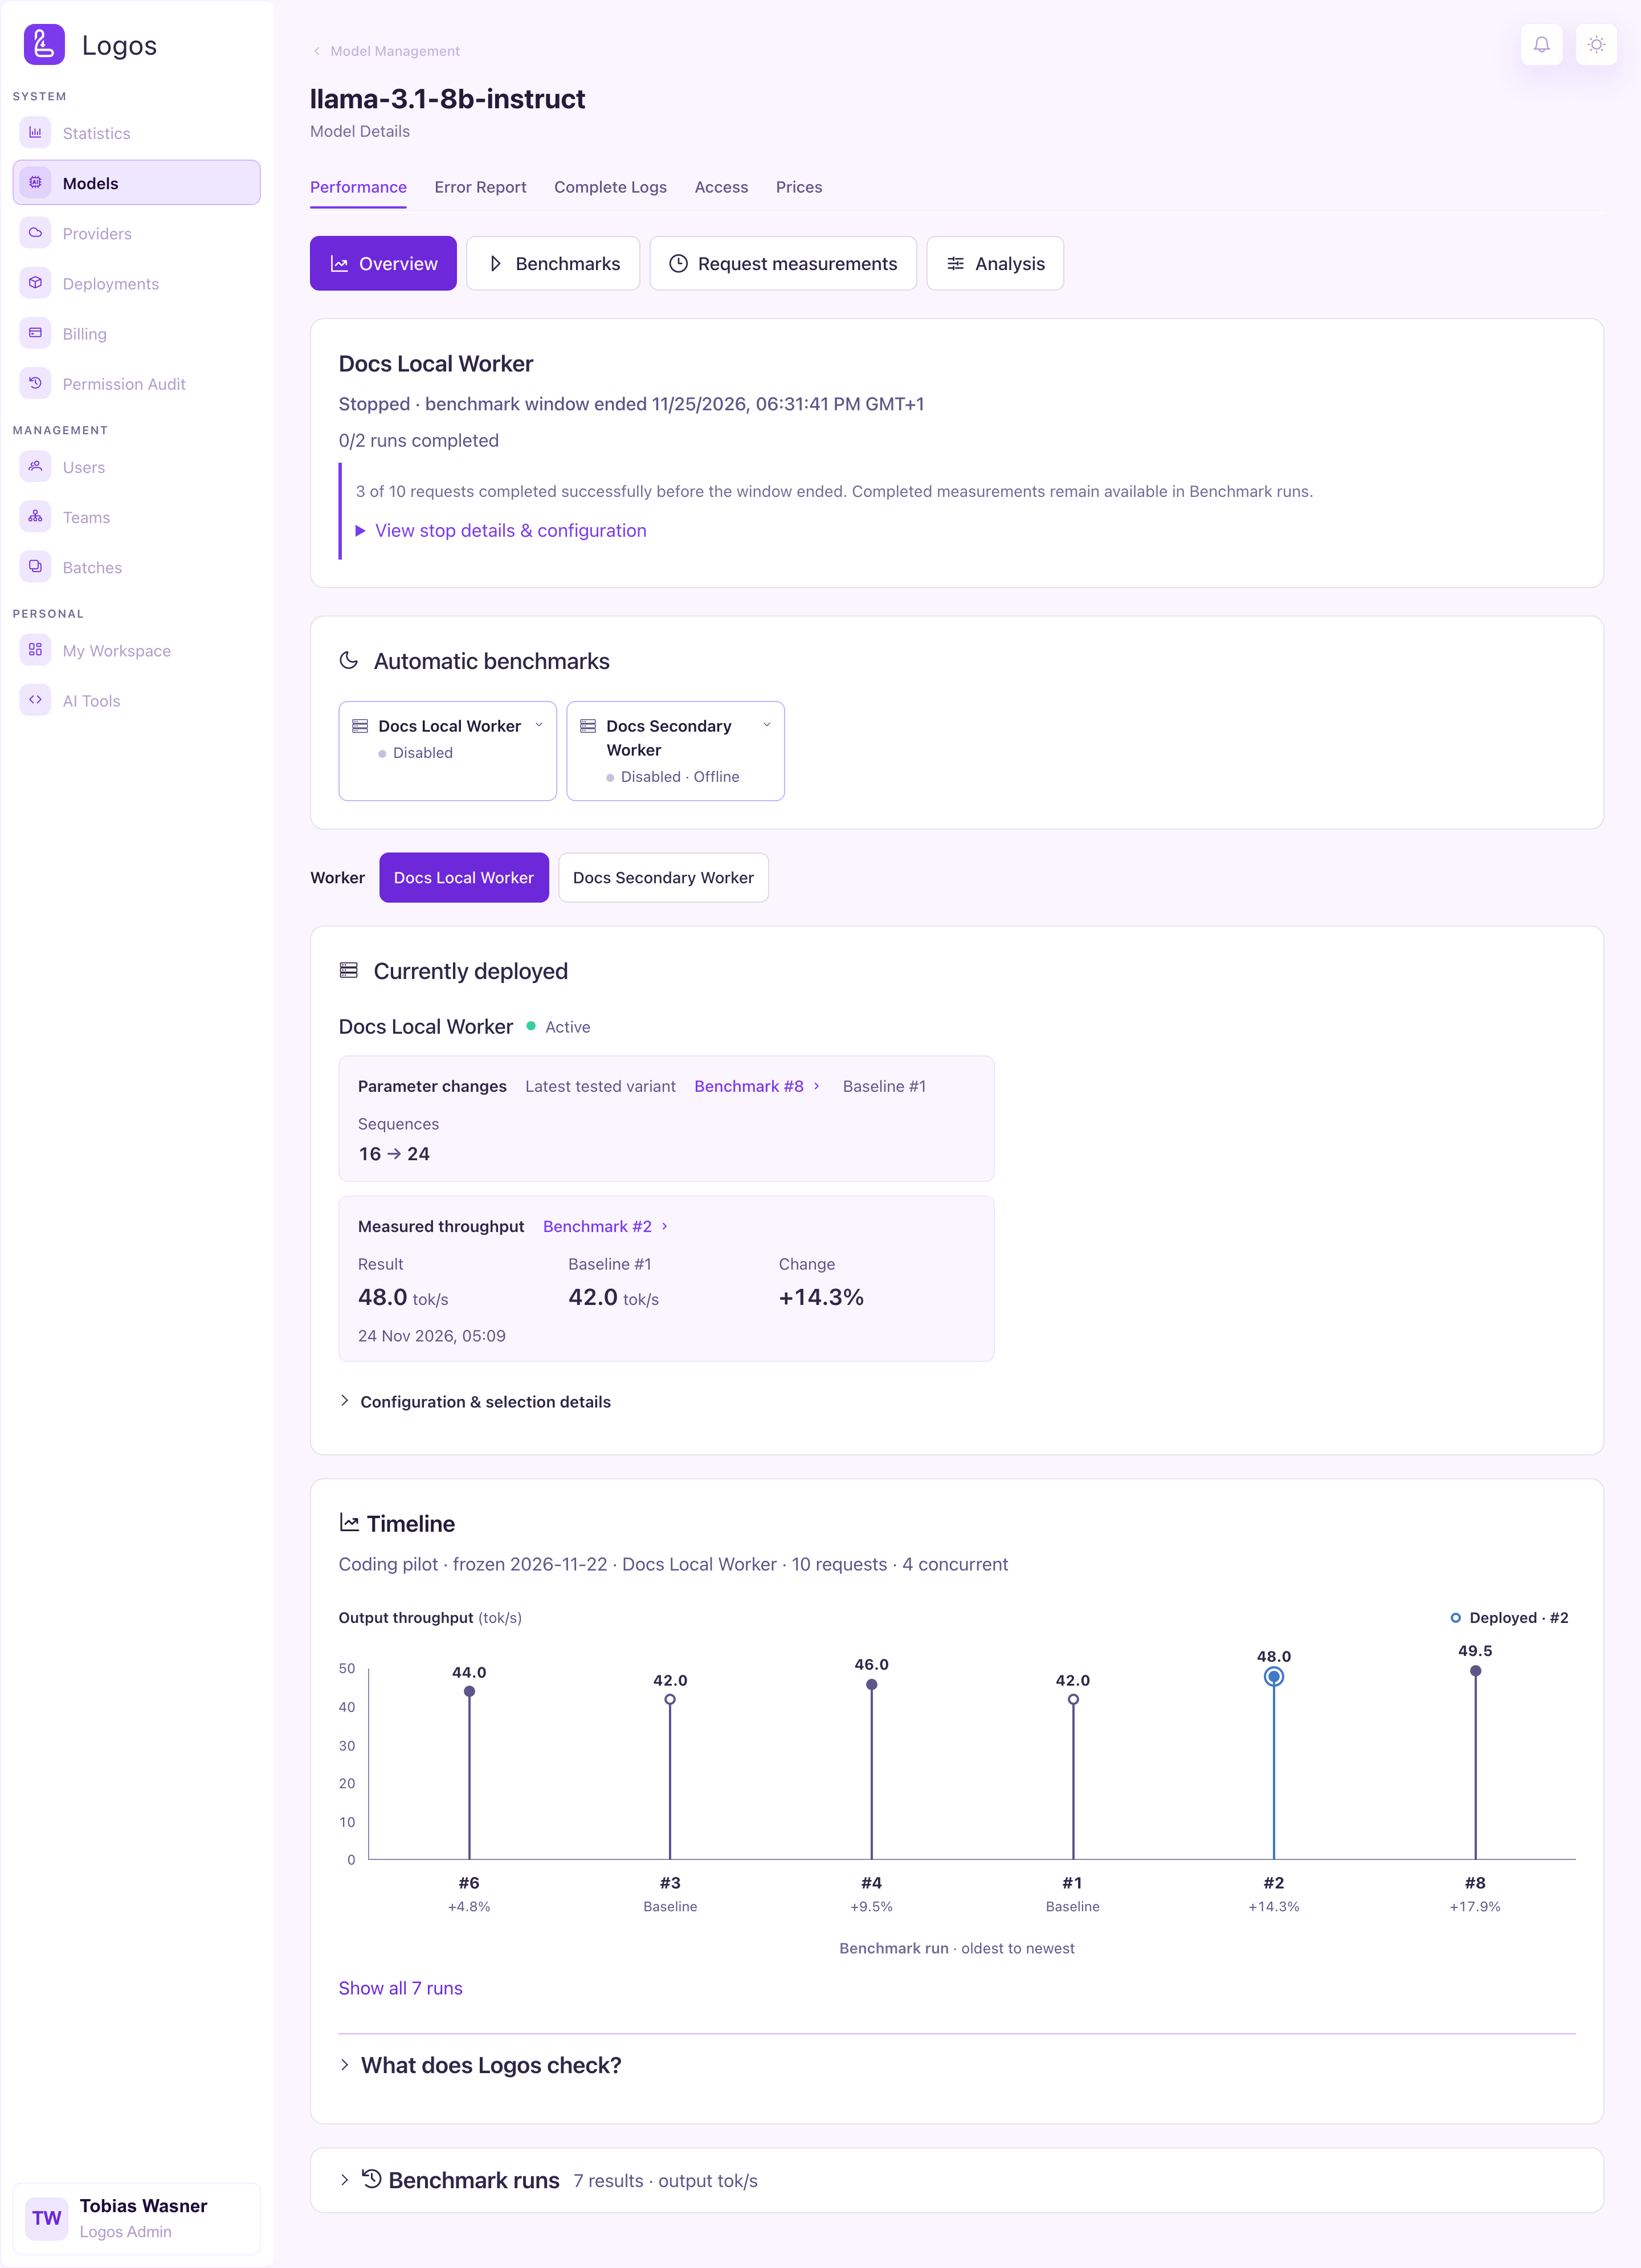 Logos
SYSTEM
Statistics
Models
Providers
Deployments
Billing
Permission Audit
MANAGEMENT
Users
Teams
Batches
PERSONAL
My Workspace
AI Tools
TW
Tobias Wasner
Logos Admin
Model Management
llama-3.1-8b-instruct
Model Details
Performance Error Report Complete Logs Access Prices
Overview Benchmarks Request measurements Analysis
Docs Local Worker
Stopped · benchmark window ended 11/25/2026, 06:31:41 PM GMT+1
0/2 runs completed
3 of 10 requests completed successfully before the window ended. Completed measurements remain available in Benchmark runs.
View stop details & configuration
Automatic benchmarks
Docs Local Worker
Disabled
Docs Secondary
Worker
Disabled · Offline
Worker Docs Local Worker Docs Secondary Worker
Currently deployed
Docs Local Worker Active
Parameter changes Latest tested variant Benchmark #8 Baseline #1
Sequences
16 → 24
Measured throughput Benchmark #2
Result Baseline #1 Change
48.0 tok/s 42.0 tok/s +14.3%
24 Nov 2026, 05:09
Configuration & selection details
Timeline
Coding pilot · frozen 2026-11-22 · Docs Local Worker · 10 requests · 4 concurrent
Output throughput (tok/s) Deployed · #2
50
40
30
20
10
0
44.0 42.0 46.0 42.0 48.0 49.5
#6 #3 #4 #1 #2 #8
+4.8% Baseline +9.5% Baseline +14.3% +17.9%
Benchmark run · oldest to newest
Show all 7 runs
What does Logos check?
Benchmark runs 7 results · output tok/s